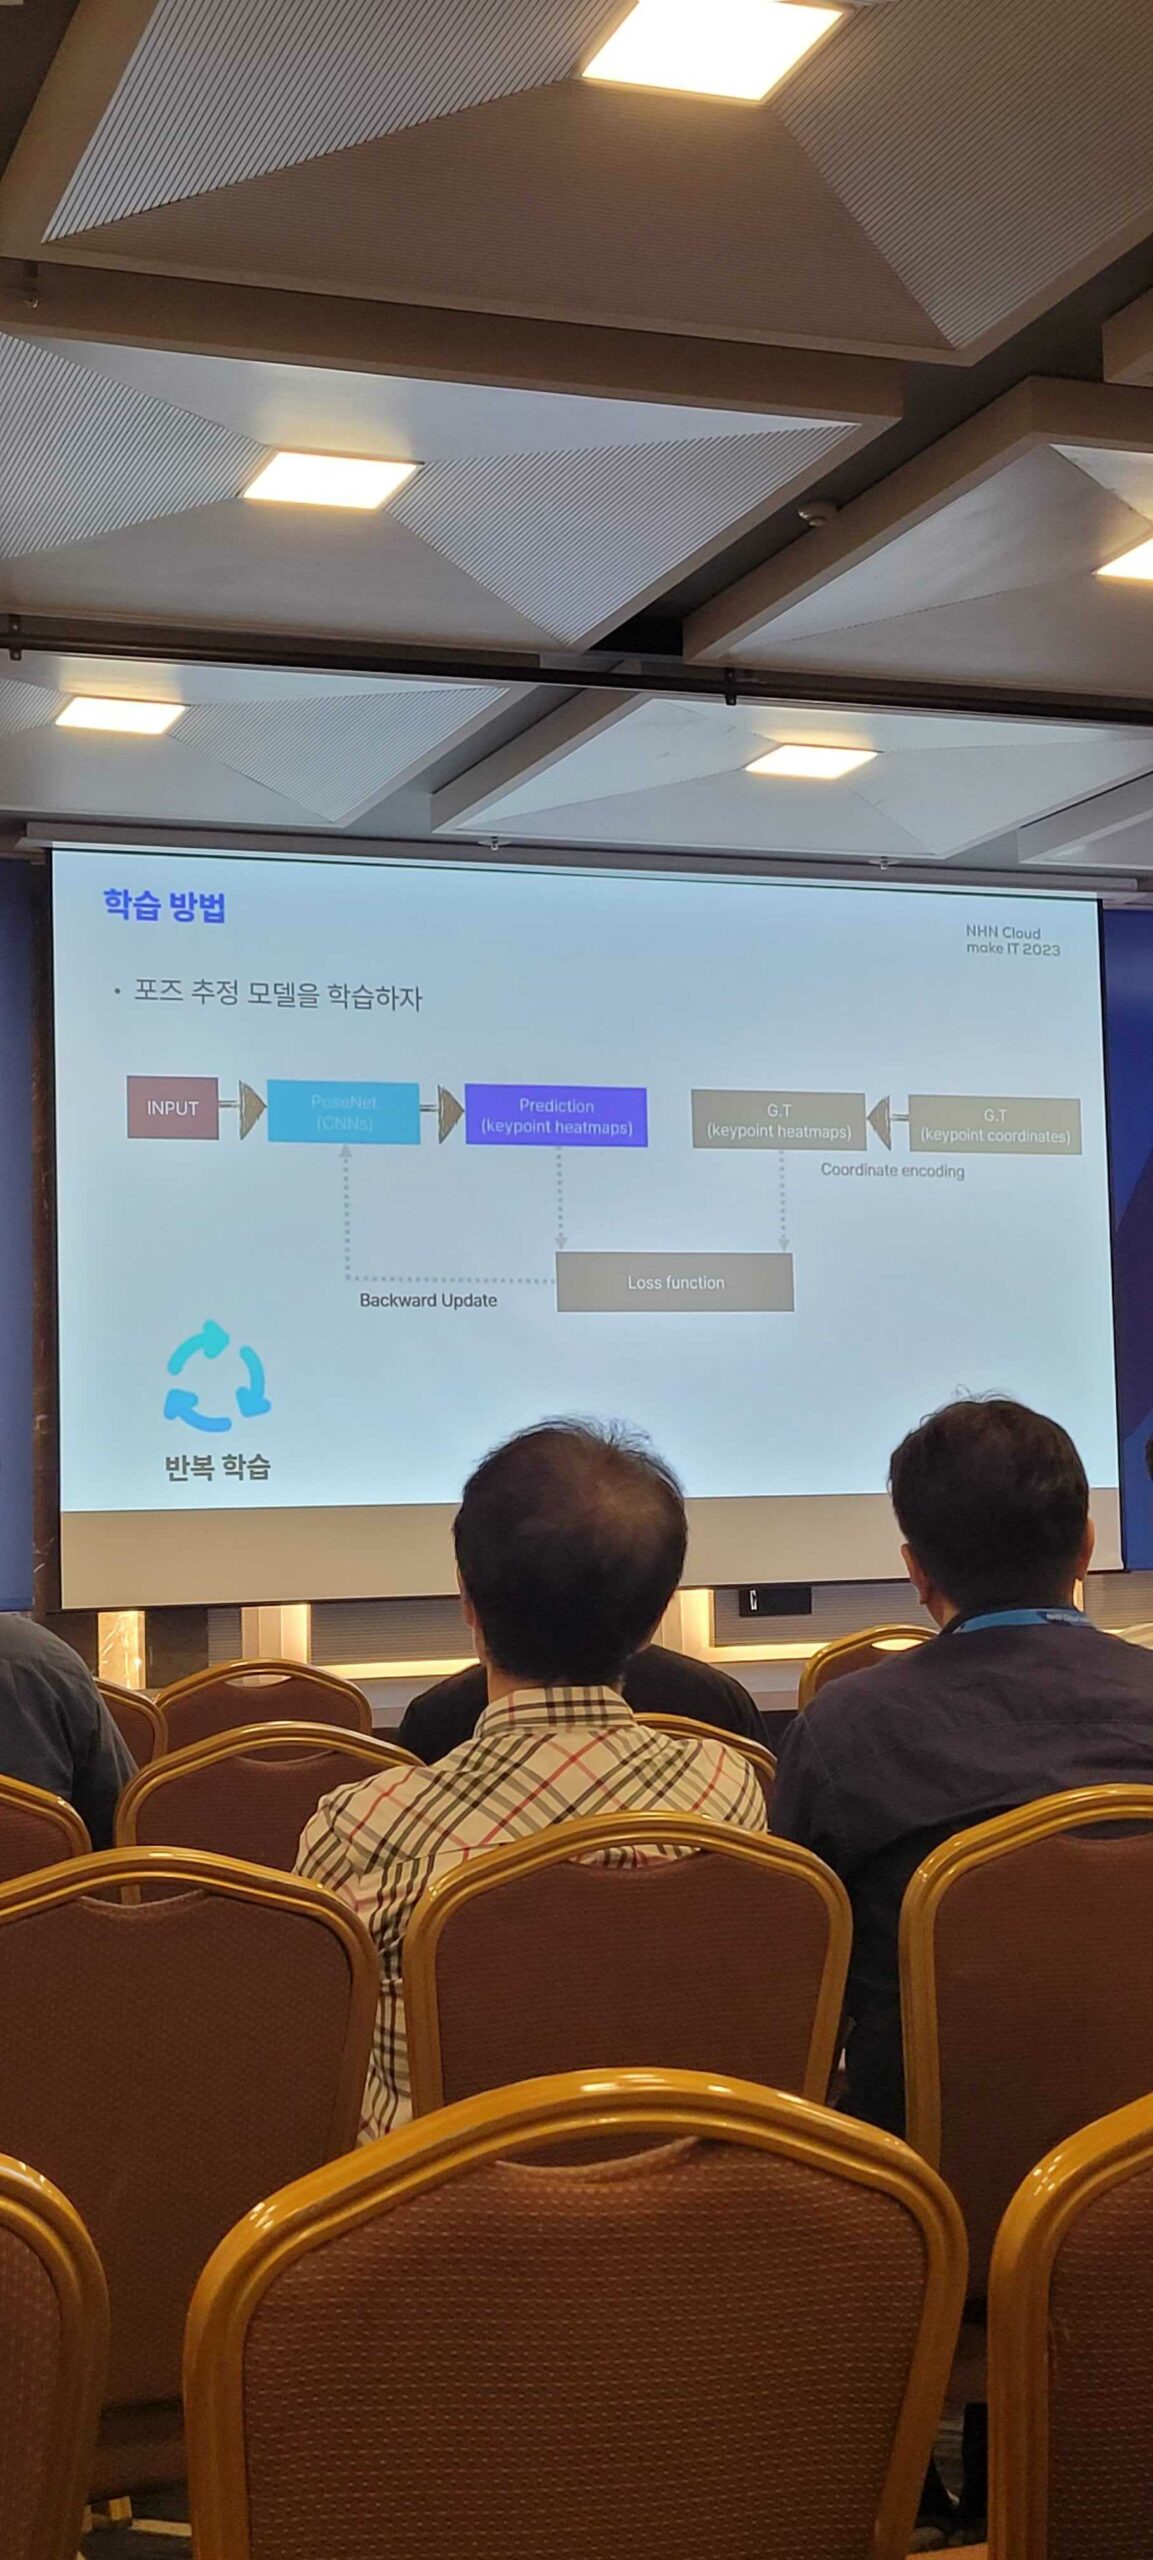 학습 방법
NHN Cloud
make IT 2023
• 포즈 추정 모델을 학습하자
INPUT
PoseNet
(CNNs)
Prediction
(keypoint heatmaps)
G.T
(keypoint heatmaps)
G.T
(keypoint coordinates)
Coordinate encoding
Loss function
Backward Update
반복 학습